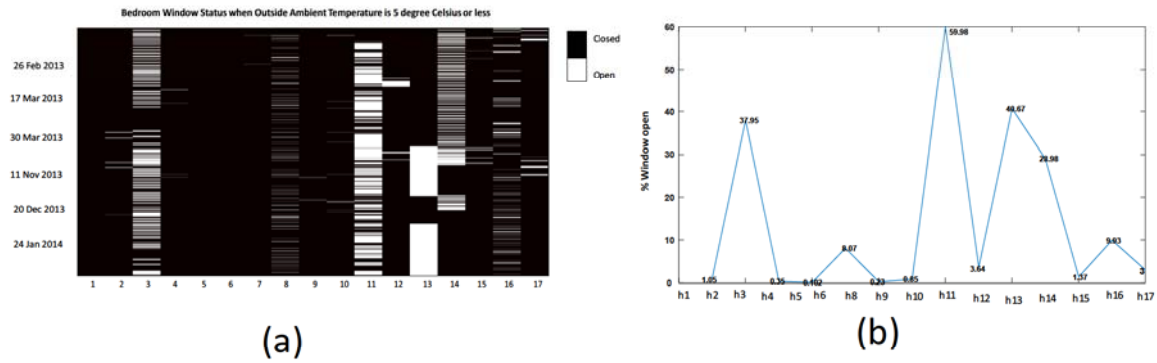 Bedroom Window Status when Outside Ambient Temperature is 5 degree Celsius or less
Closed
Open
26 Feb 2013
17 Mar 2013
30 Mar 2013
11 Nov 2013
20 Dec 2013
24 Jan 2014
1 2 3 4 5 6 7 8 9 10 11 12 13 14 15 16 17
(a)
% Window open
60
50
40
30
20
10
0
59.98
37.95
28.98
8.07
9.93
3.64
1.05
0.35
0.102
0.23
0.85
1.37
3
h1 h2 h3 h4 h5 h6 h8 h9 h10 h11 h12 h13 h14 h15 h16 h17
(b)